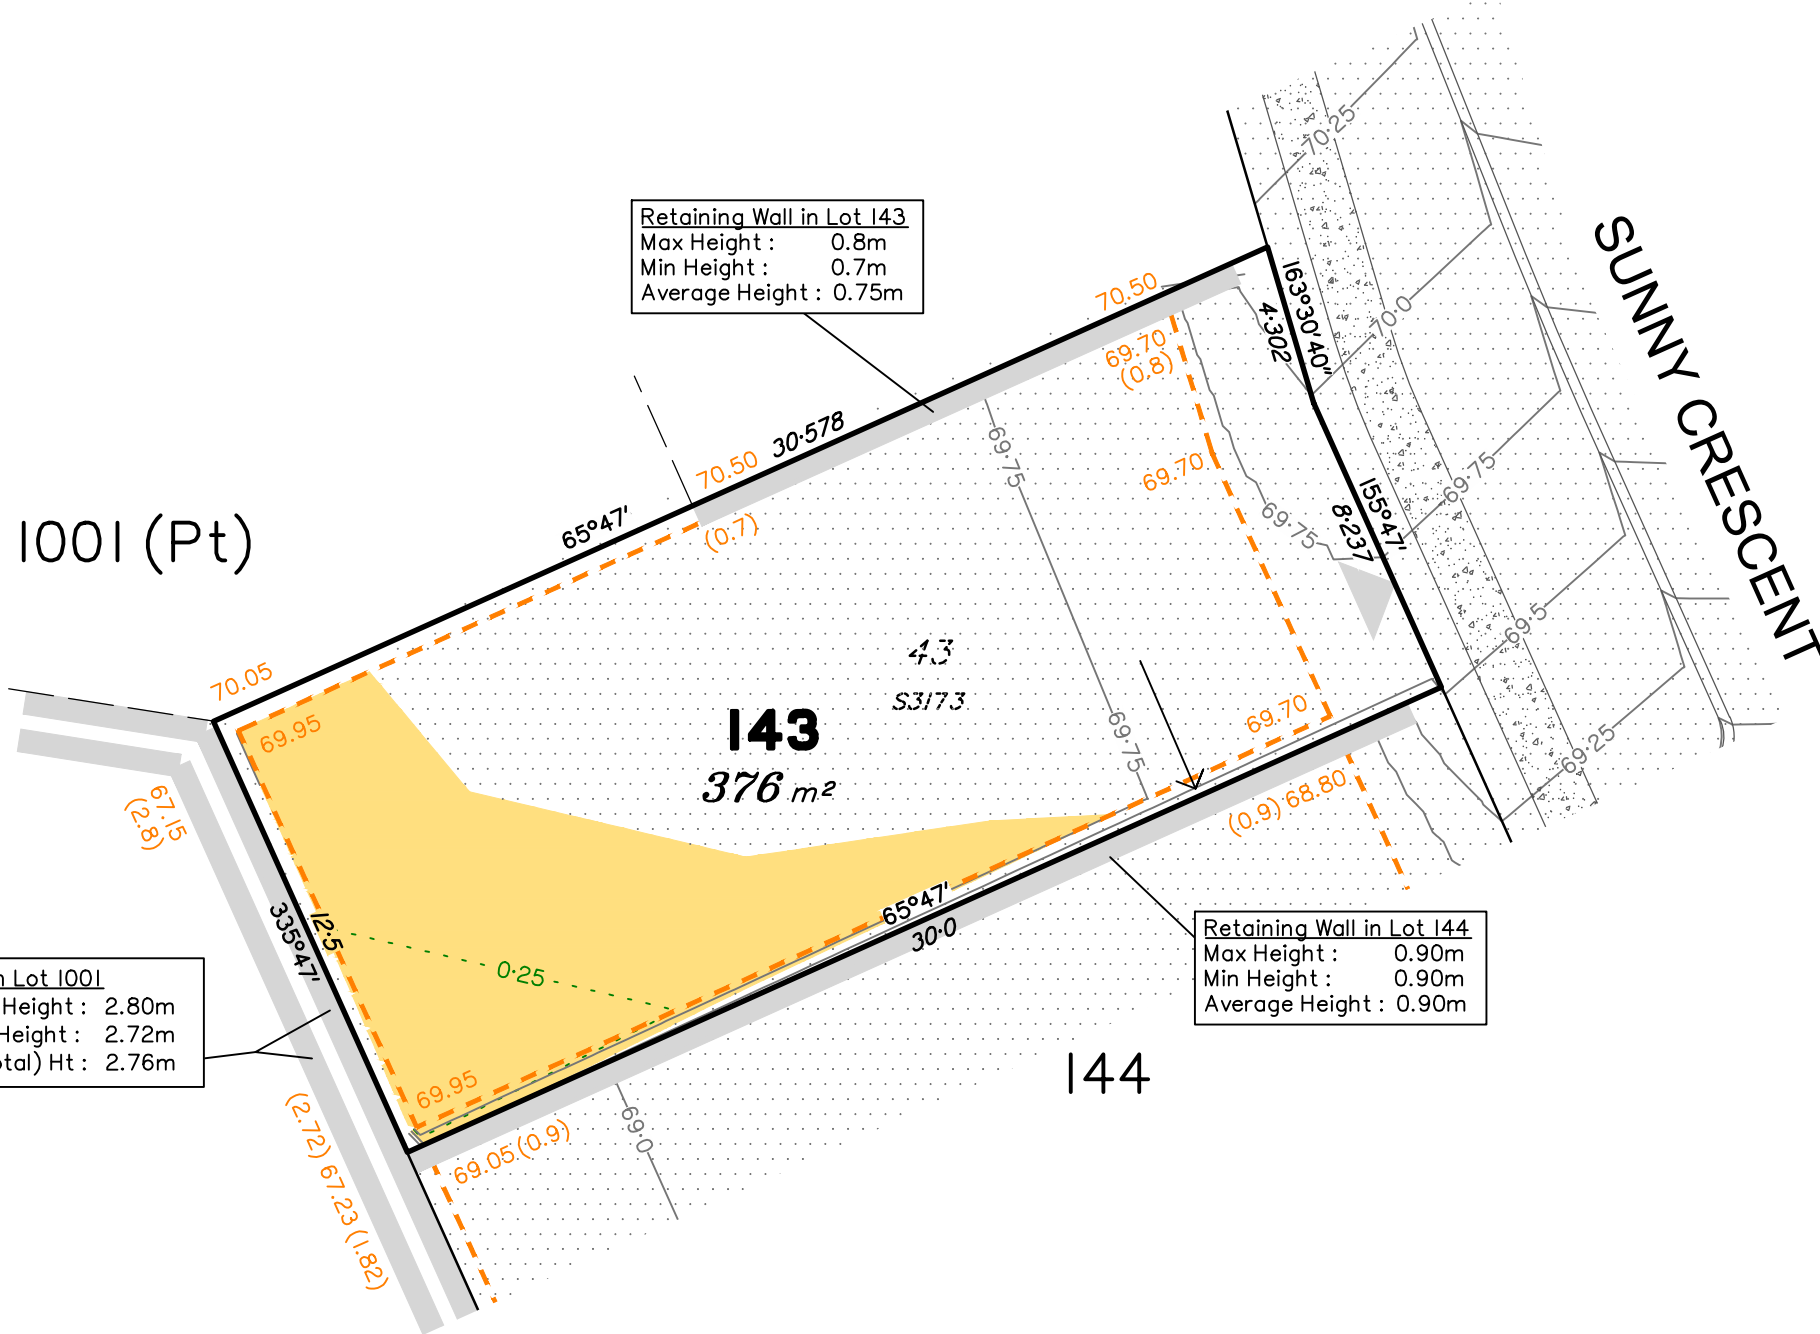 70·25
SUNNY CRESCENT
Retaining Wall in Lot 143
Max Height : 0.8m
Min Height : 0.7m
Average Height : 0.75m
70.50
163°30'40"
4·302
70·0
69.70
(0.8)
30·578
69·75
70.50
69.70
69·75
(0.7)
65°47'
69·75
155°47'
8·237
1001 (Pt)
69·5
43
S3173
143
376 m²
70.05
69.95
69.70
69·75
69·25
67.15
(2.8)
(0.9) 68.80
65°47'
30·0
335°47'
12·5
0·25
Retaining Wall in Lot 144
Max Height : 0.90m
Min Height : 0.90m
Average Height : 0.90m
n Lot 1001
Height : 2.80m
Height : 2.72m
otal) Ht : 2.76m
69.95
144
69.05 (0.9)
69·0
(2.72) 67.23 (1.82)